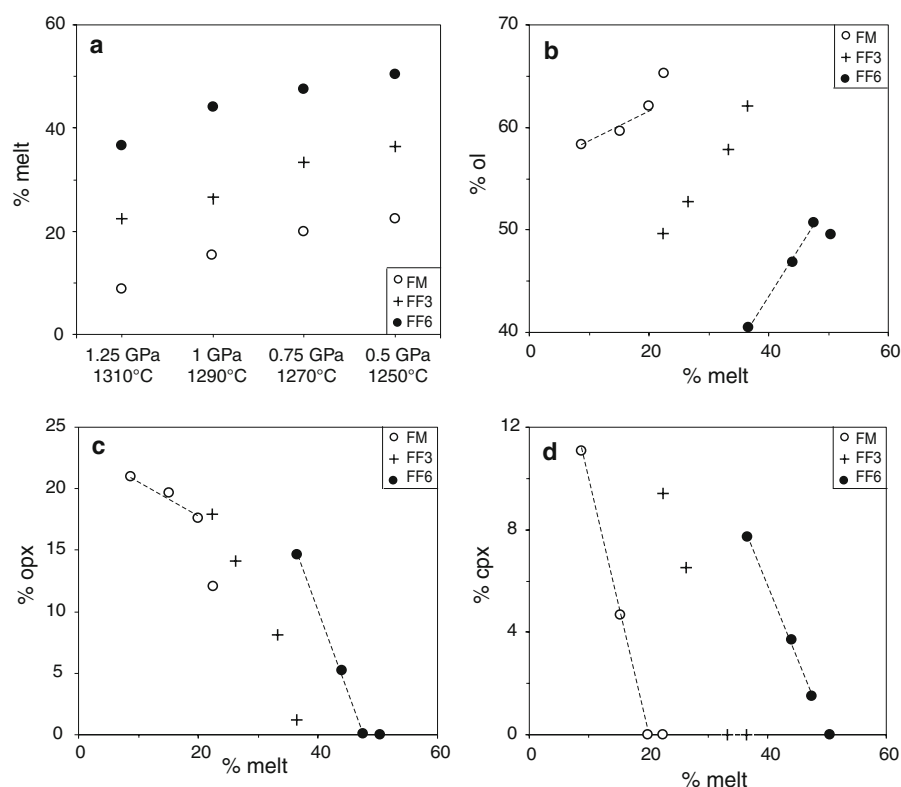 a
60
40
20
0
% melt
FM
FF3
FF6
1.25 GPa 1 GPa 0.75 GPa 0.5 GPa
1310°C 1290°C 1270°C 1250°C
b
70
60
50
40
% ol
FM
FF3
FF6
0 20 40 60
% melt
c
25
20
15
10
5
0
% opx
FM
FF3
FF6
0 20 40 60
% melt
d
12
8
4
0
% cpx
FM
FF3
FF6
0 20 40 60
% melt